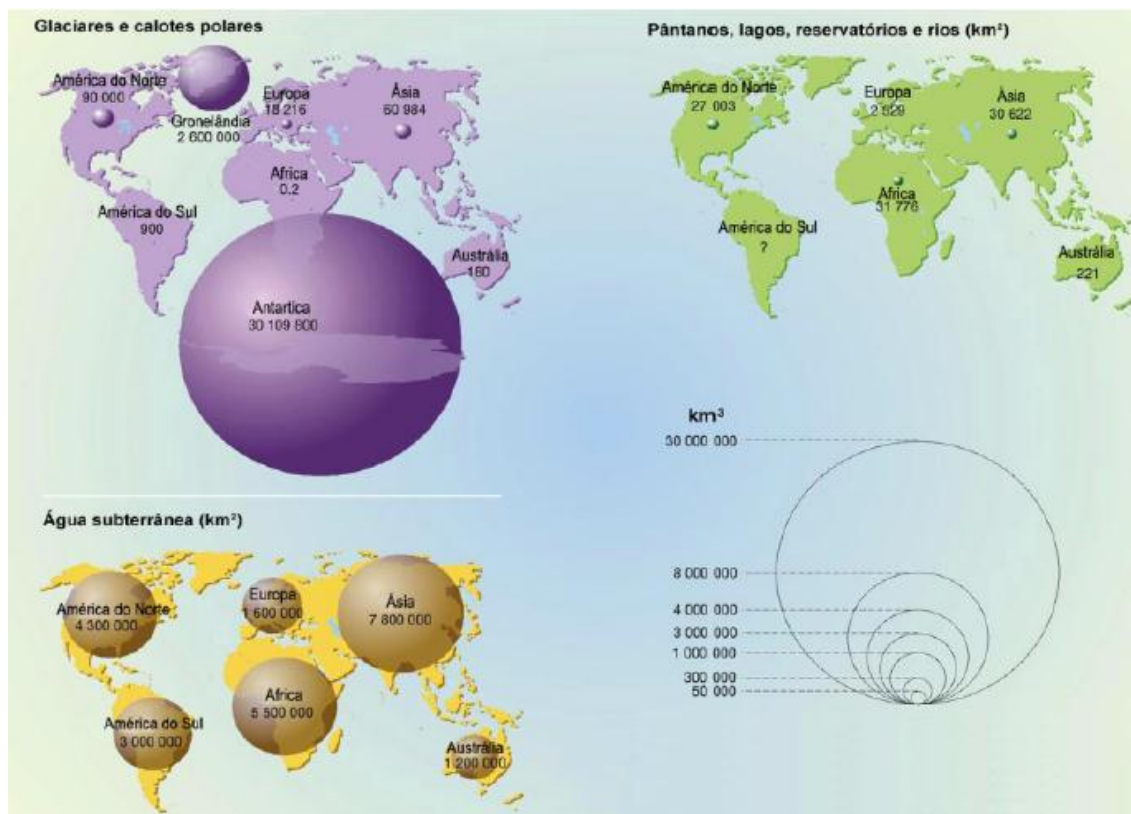 Glaciares e calotes polares
América do Norte
90 000
Gronelândia
2 600 000
Europa
18 216
Ásia
60 984
África
0.2
América do Sul
900
Austrália
180
Antartica
30 109 800
Pântanos, lagos, reservatórios e rios (km²)
América do Norte
27 003
Europa
2 529
Ásia
30 622
África
31 776
América do Sul
?
Austrália
221
Água subterrânea (km²)
América do Norte
4 300 000
Europa
1 600 000
Ásia
7 800 000
África
5 500 000
América do Sul
3 000 000
Austrália
1 200 000
km³
30 000 000
8 000 000
4 000 000
3 000 000
1 000 000
300 000
50 000